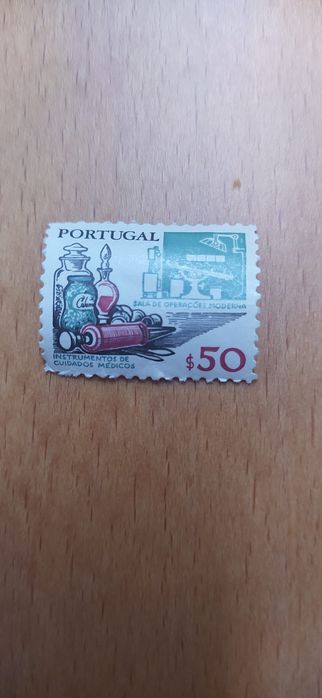 PORTUGAL
SALA DE OPERAÇÕES MODERNA
INSTRUMENTOS DE
CUIDADOS MÉDICOS
$50